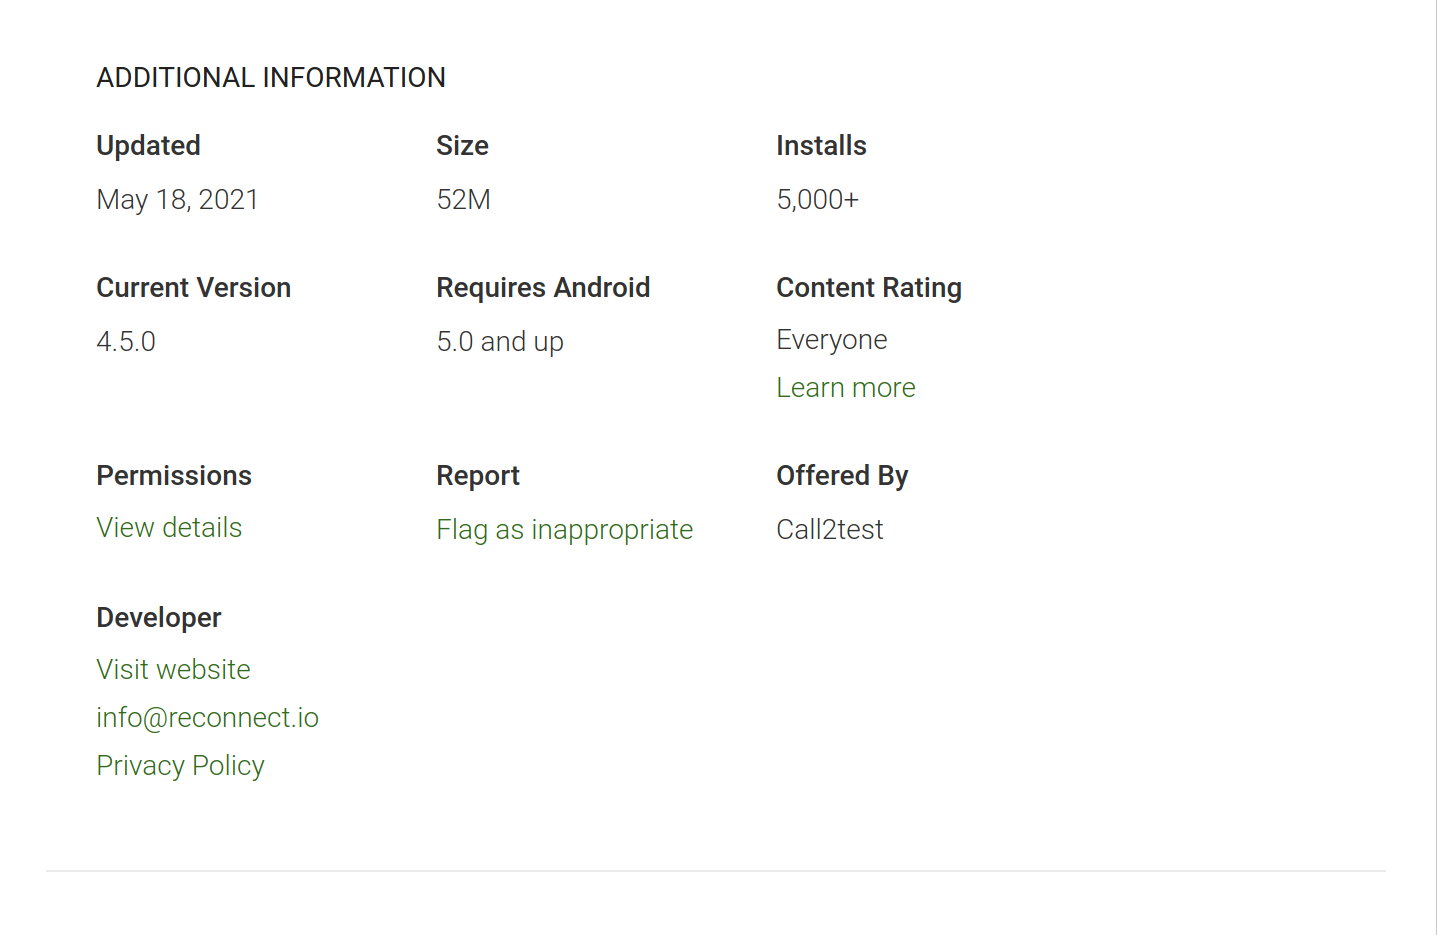 ADDITIONAL INFORMATION
Updated
May 18, 2021
Size
52M
Installs
5,000+
Current Version
4.5.0
Requires Android
5.0 and up
Content Rating
Everyone
Learn more
Permissions
View details
Report
Flag as inappropriate
Offered By
Call2test
Developer
Visit website
info@reconnect.io
Privacy Policy